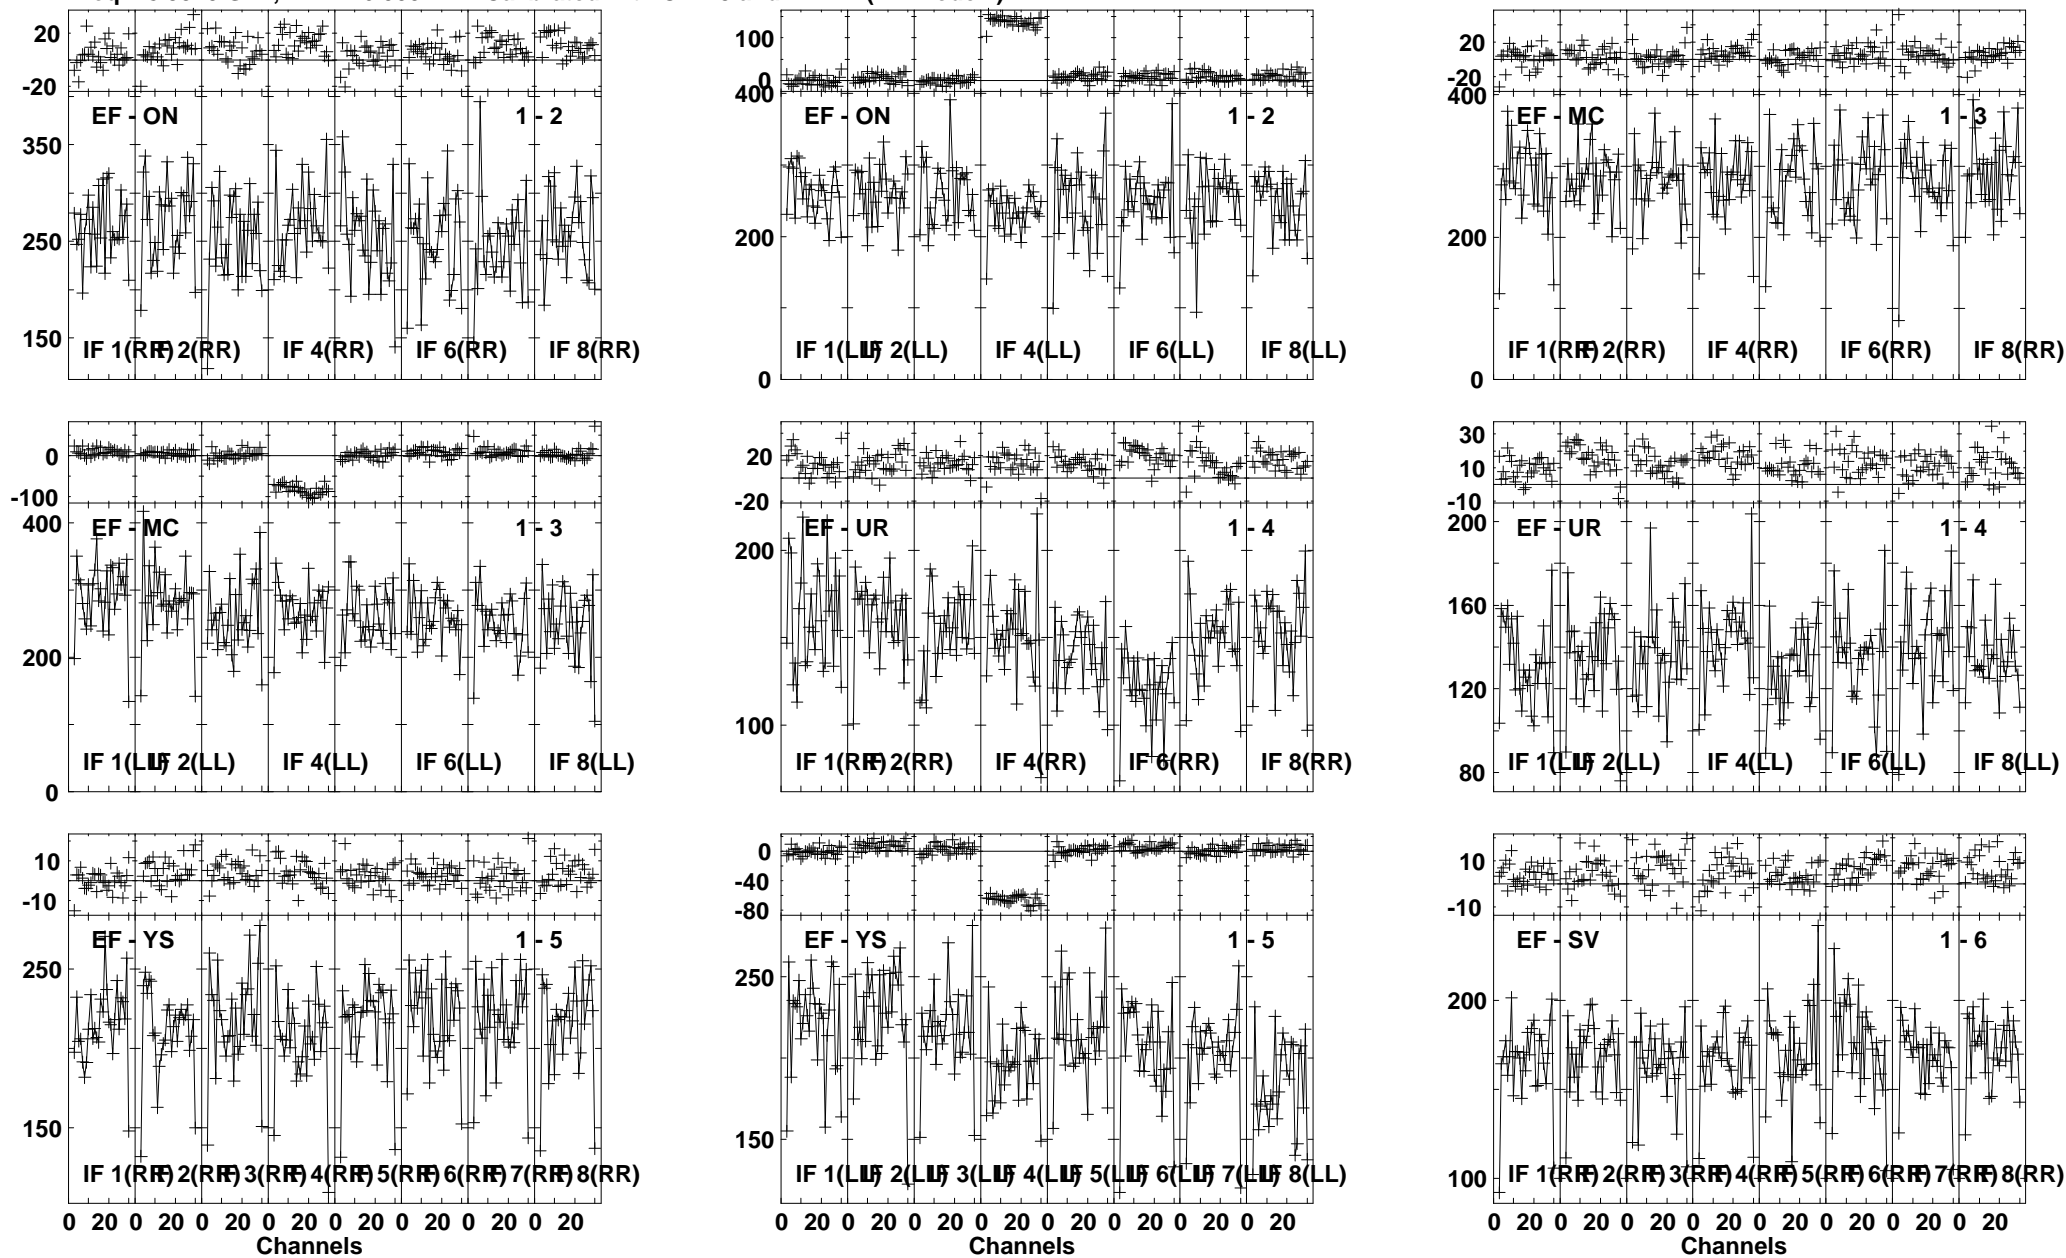 20
-20
EF - ON 1 - 2
350
250
150
IF 1(RR) IF 2(RR) IF 4(RR) IF 6(RR) IF 8(RR)
100
0
400
EF - ON 1 - 2
200
0
IF 1(LL) IF 2(LL) IF 4(LL) IF 6(LL) IF 8(LL)
20
-20
400
EF - MC 1 - 3
200
0
IF 1(RR) IF 2(RR) IF 4(RR) IF 6(RR) IF 8(RR)
0
-100
400
EF - MC 1 - 3
200
0
IF 1(LL) IF 2(LL) IF 4(LL) IF 6(LL) IF 8(LL)
20
-20
EF - UR 1 - 4
200
100
IF 1(RR) IF 2(RR) IF 4(RR) IF 6(RR) IF 8(RR)
30
10
-10
200
EF - UR 1 - 4
160
120
80
IF 1(LL) IF 2(LL) IF 4(LL) IF 6(LL) IF 8(LL)
10
-10
EF - YS 1 - 5
250
150
IF 1(RR) IF 2(RR) IF 3(RR) IF 4(RR) IF 5(RR) IF 6(RR) IF 7(RR) IF 8(RR)
0 20 0 20 0 20 0 20 0 20 0 20 0 20 0 20
Channels
0
-40
-80
EF - YS 1 - 5
250
150
IF 1(LL) IF 2(LL) IF 3(LL) IF 4(LL) IF 5(LL) IF 6(LL) IF 7(LL) IF 8(LL)
0 20 0 20 0 20 0 20 0 20 0 20 0 20 0 20
Channels
10
-10
EF - SV 1 - 6
200
100
IF 1(RR) IF 2(RR) IF 3(RR) IF 4(RR) IF 5(RR) IF 6(RR) IF 7(RR) IF 8(RR)
0 20 0 20 0 20 0 20 0 20 0 20 0 20 0 20
Channels